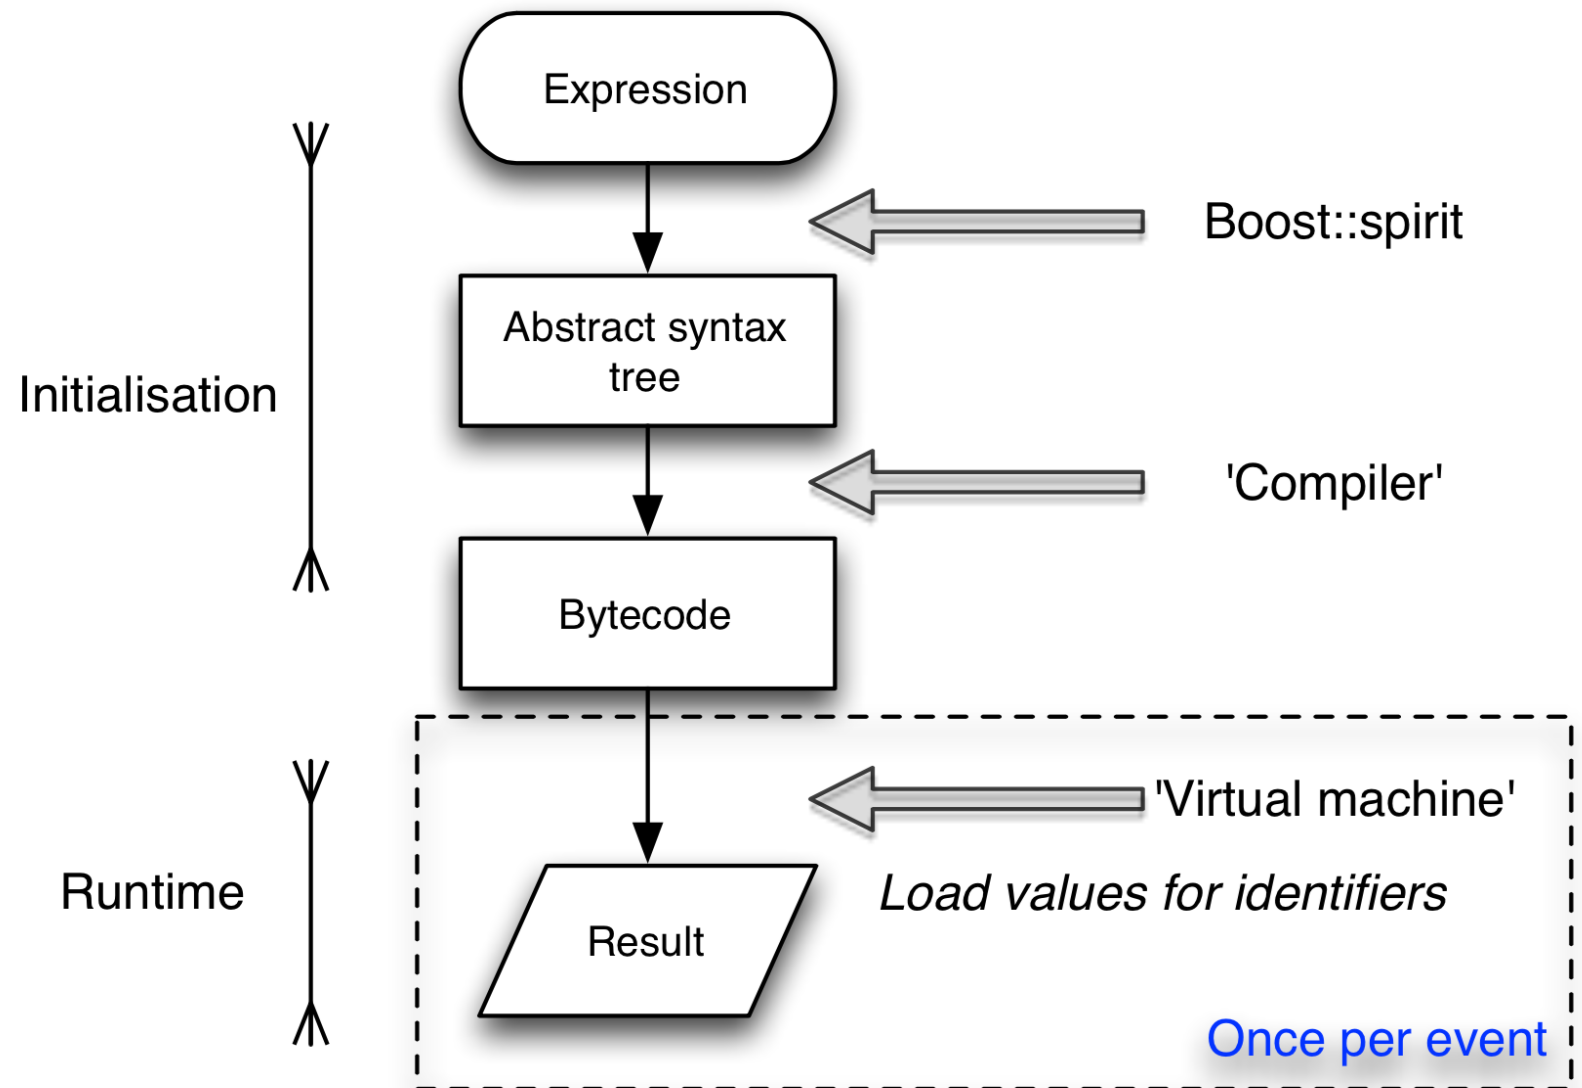 Expression
Boost::spirit
Abstract syntax
tree
Initialisation
'Compiler'
Bytecode
'Virtual machine'
Runtime
Load values for identifiers
Result
Once per event